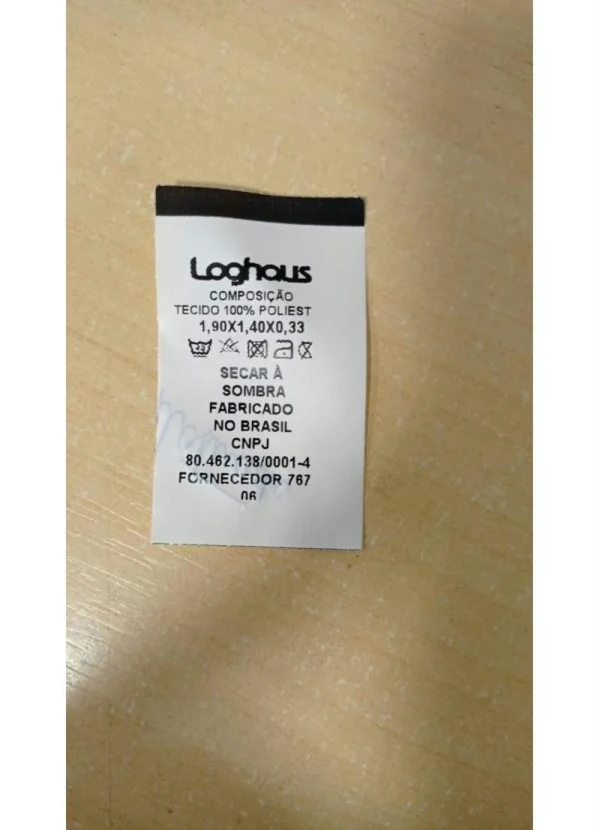 Loghaus
COMPOSIÇÃO
TECIDO 100% POLIEST
1,90X1,40X0,33
SECAR À
SOMBRA
FABRICADO
NO BRASIL
CNPJ
80.462.138/0001-4
FORNECEDOR 767
06